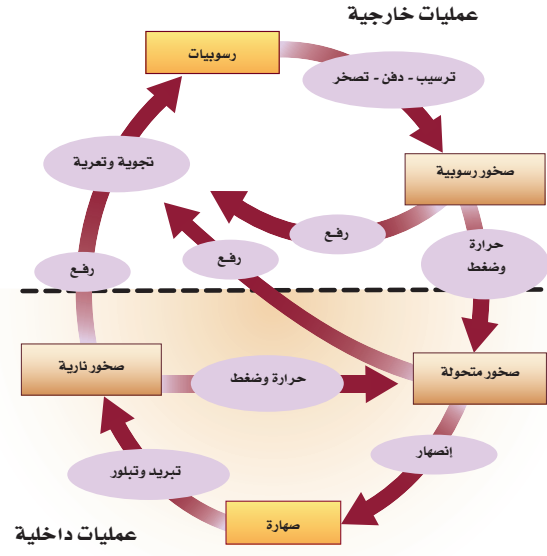 عمليات خارجية
رسوبيات
ترسيب - دفن - تصخر
تجوية وتعرية
صخور رسوبية
رفع
حرارة
وضغط
رفع
رفع
صخور نارية
حرارة وضغط
صخور متحولة
إنصهار
تبريد وتبلور
صهارة
عمليات داخلية